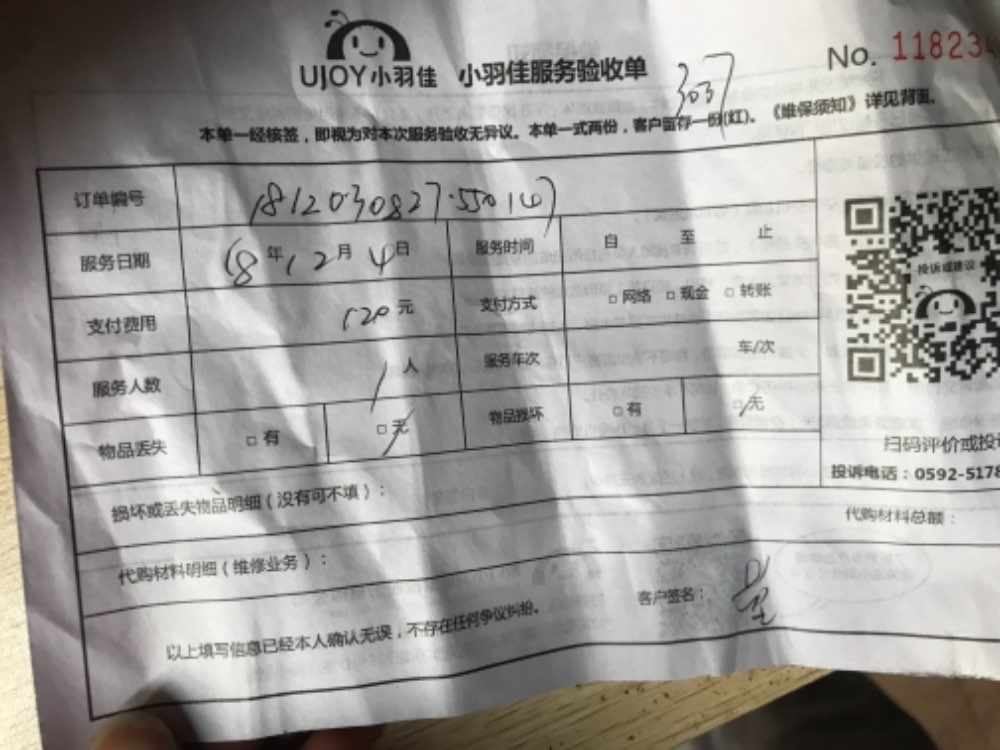 UJOY小羽佳 小羽佳服务验收单 No. 118234
307
本单一经核签，即视为对本次服务验收无异议。本单一式两份，客户留存一份(红)。《维保须知》详见背面。
订单编号 181203082755014
服务日期 18年12月4日 服务时间 自 至 止
支付费用 120元 支付方式 □网络 □现金 □转账
服务人数 1人 服务车次 车/次
物品丢失 □有 □无 物品损坏 □有 □无
投诉或建议
扫码评价或投
投诉电话：0592-5178
损坏或丢失物品明细（没有可不填）：
代购材料总额：
代购材料明细（维修业务）：
客户签名：
以上填写信息已经本人确认无误，不存在任何争议纠纷。